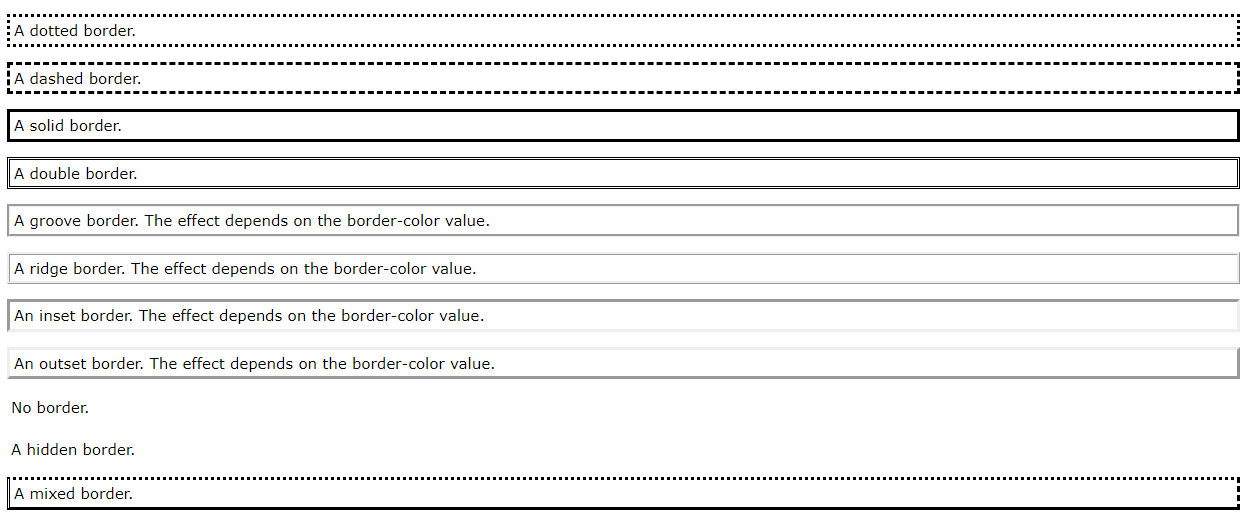 A dotted border.
A dashed border.
A solid border.
A double border.
A groove border. The effect depends on the border-color value.
A ridge border. The effect depends on the border-color value.
An inset border. The effect depends on the border-color value.
An outset border. The effect depends on the border-color value.
No border.
A hidden border.
A mixed border.